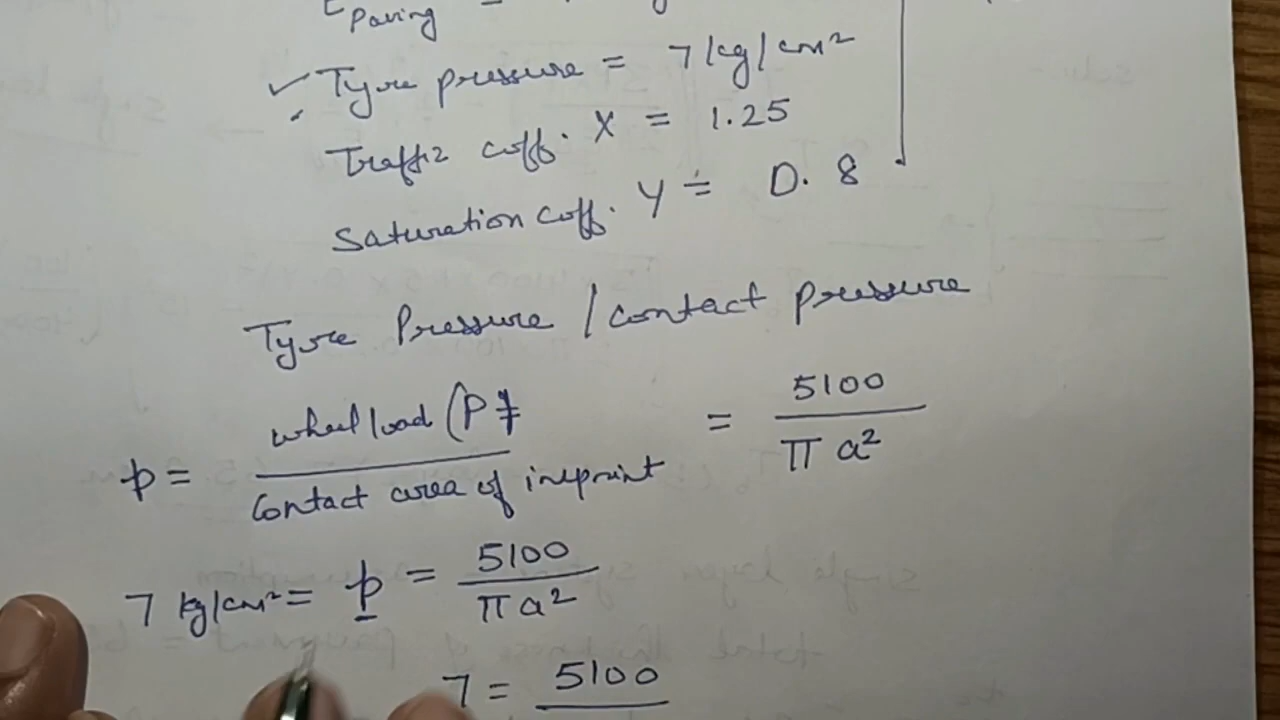 E Paving =
Tyre pressure = 7 kg/cm²
Traffic coff. X = 1.25
Saturation coff. Y = 0.8
Tyre Pressure / contact pressure
p = wheel load (P) / Contact area of imprint = 5100 / π a²
7 kg/cm² = p = 5100 / π a²
7 = 5100